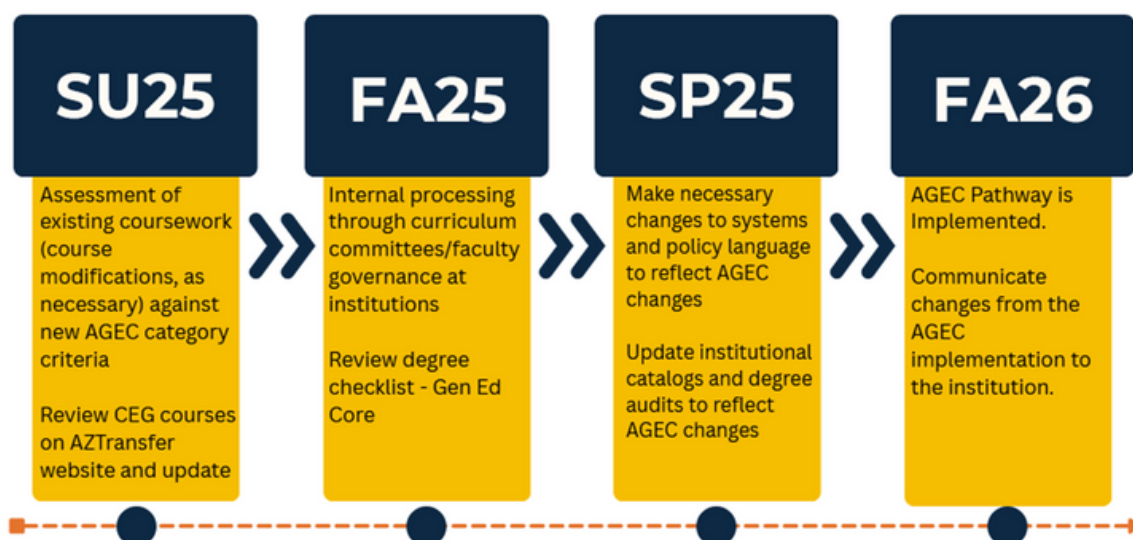 SU25
Assessment of
existing coursework
(course
modifications, as
necessary) against
new AGEC category
criteria
Review CEG courses
on AZTransfer
website and update
FA25
Internal processing
through curriculum
committees/faculty
governance at
institutions
Review degree
checklist - Gen Ed
Core
SP25
Make necessary
changes to systems
and policy language
to reflect AGEC
changes
Update institutional
catalogs and degree
audits to reflect
AGEC changes
FA26
AGEC Pathway is
Implemented.
Communicate
changes from the
AGEC
implementation to
the institution.